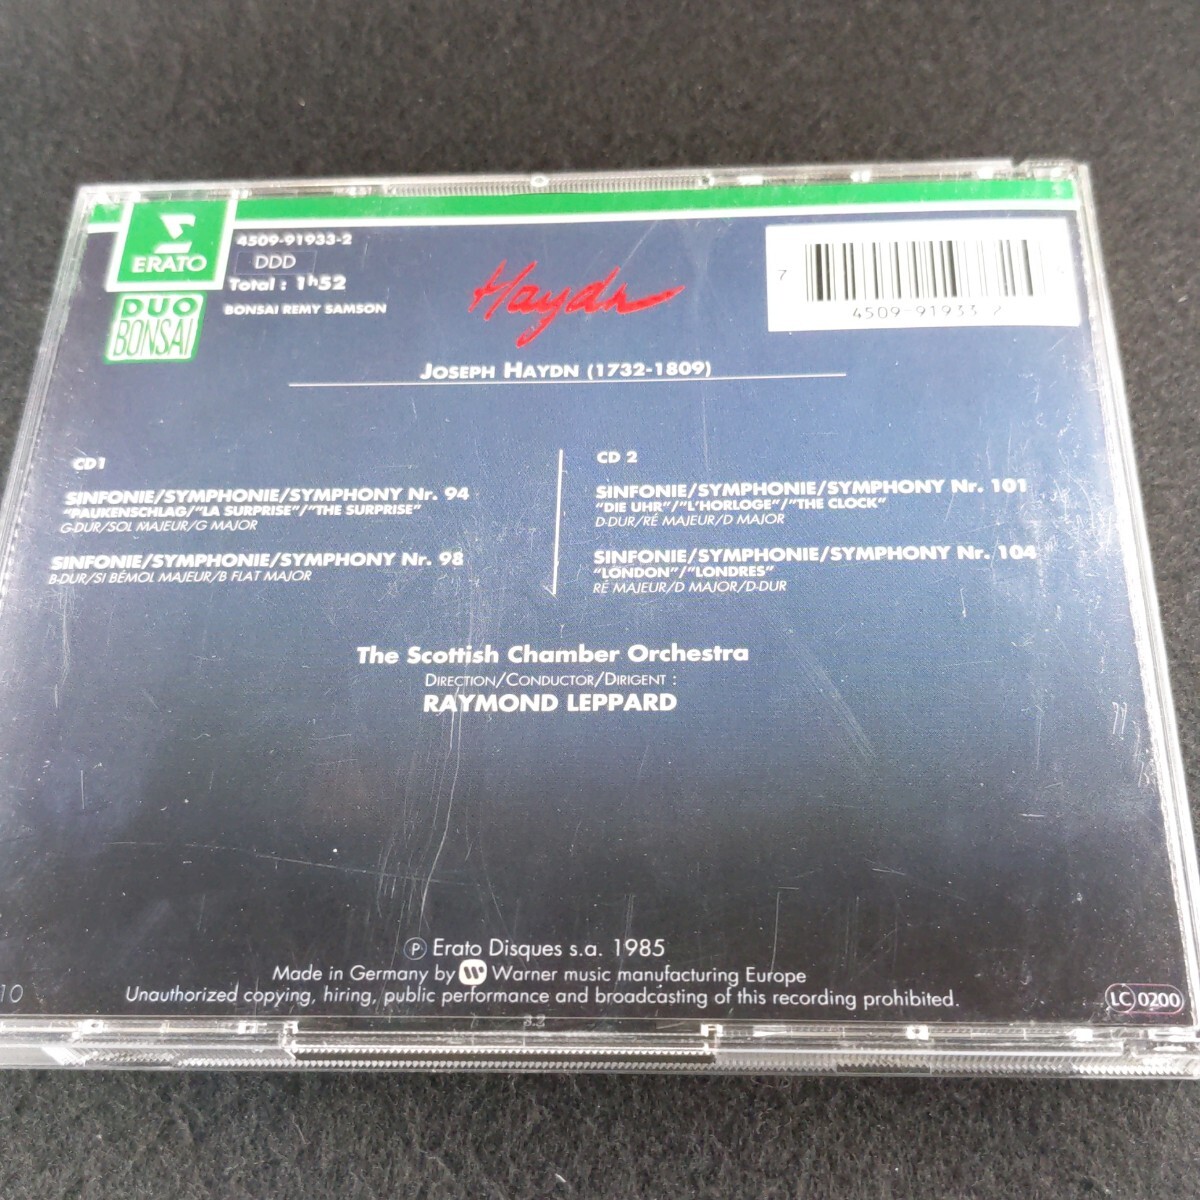 ERATO
DUO
BONSAI
4509-91933-2
DDD
Total : 1h52
BONSAI REMY SAMSON
Haydn
7
4509-91933 2
JOSEPH HAYDN (1732-1809)
CD1
SINFONIE/SYMPHONIE/SYMPHONY Nr. 94
"PAUKENSCHLAG/"LA SURPRISE"/"THE SURPRISE"
G-DUR/SOL MAJEUR/G MAJOR
SINFONIE/SYMPHONIE/SYMPHONY Nr. 98
B-DUR/SI BÉMOL MAJEUR/B FLAT MAJOR
CD 2
SINFONIE/SYMPHONIE/SYMPHONY Nr. 101
"DIE UHR"/"L'HORLOGE/"THE CLOCK"
D-DUR/RÉ MAJEUR/D MAJOR
SINFONIE/SYMPHONIE/SYMPHONY Nr. 104
"LONDON"/"LONDRES"
RÉ MAJEUR/D MAJOR/D-DUR
The Scottish Chamber Orchestra
DIRECTION/CONDUCTOR/DIRIGENT :
RAYMOND LEPPARD
℗ Erato Disques s.a. 1985
Made in Germany by W Warner music manufacturing Europe
Unauthorized copying, hiring, public performance and broadcasting of this recording prohibited.
10
LC 0200